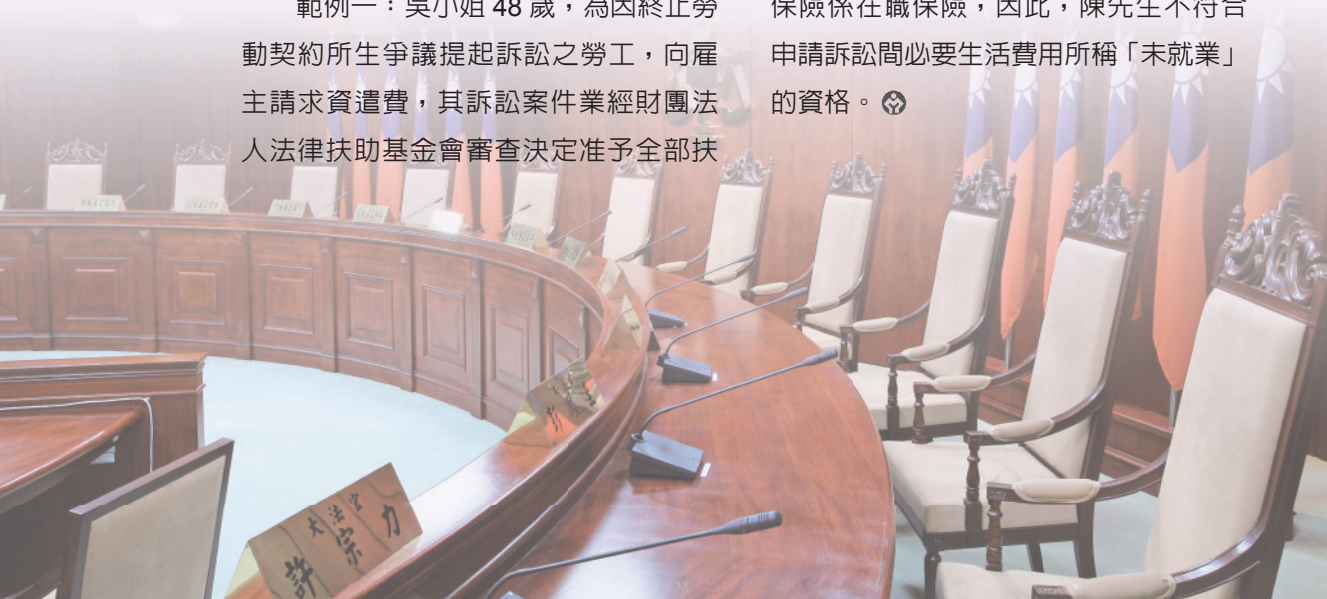 範例一：吳小姐 48 歲，為因終止勞
動契約所生爭議提起訴訟之勞工，向雇
主請求資遣費，其訴訟案件業經財團法
人法律扶助基金會審查決定准予全部扶
保險係在職保險，因此，陳先生不符合
申請訴訟間必要生活費用所稱「未就業」
的資格。
大法官
許宗力